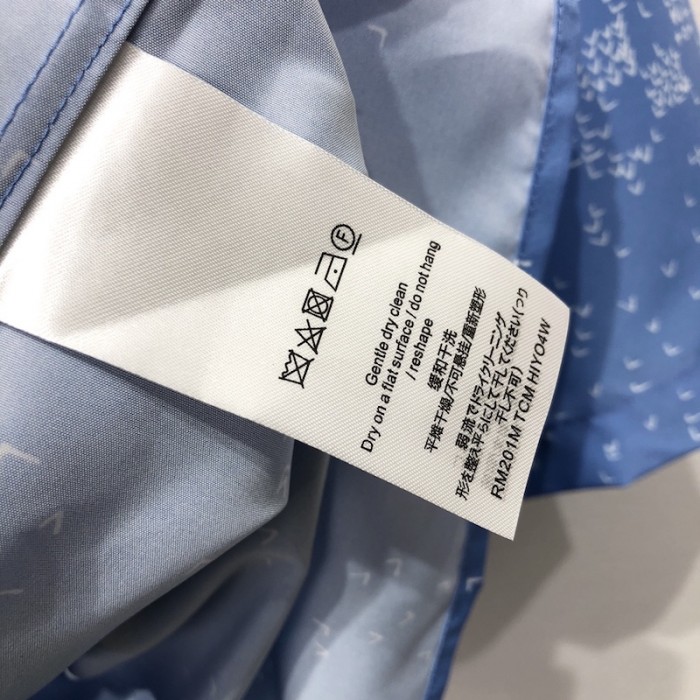 F
Gentle dry clean
Dry on a flat surface / do not hang
/ reshape
缓和干洗
平摊干燥/不可悬挂/重新塑形
弱流でドライクリーニング
形を整え平らにして干してください(つり
干し不可)
RM201M TCM HIYO4W